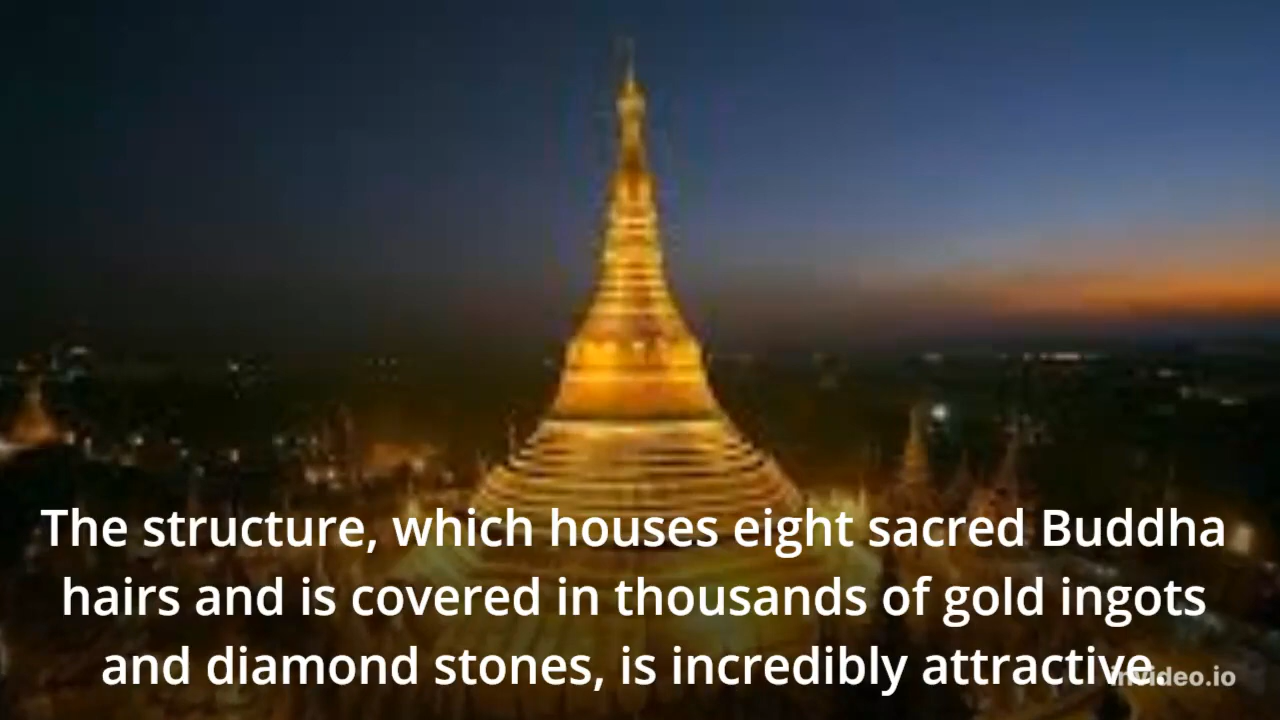 The structure, which houses eight sacred Buddha
hairs and is covered in thousands of gold ingots
and diamond stones, is incredibly attractive.
invideo.io